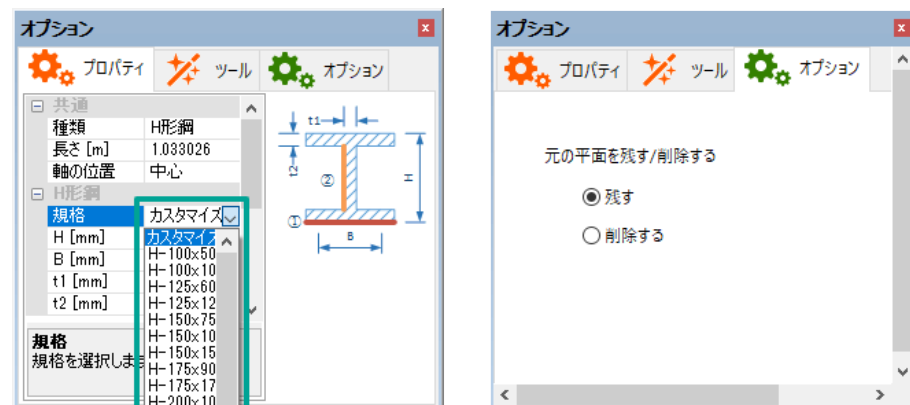 オプション
プロパティ ツール オプション
共通
種類 H形鋼
長さ [m] 1.033026
軸の位置 中心
H形鋼
規格 カスタマイズ
H [mm] カスタマイズ
B [mm] H-100x50
H-100x10
t1 [mm] H-125x60
t2 [mm] H-125x12
H-150x75
H-150x10
H-150x15
H-175x90
H-175x17
H-200x10
規格
規格を選択しま
t1
t2
②
H
①
B
オプション
プロパティ ツール オプション
元の平面を残す/削除する
残す
削除する